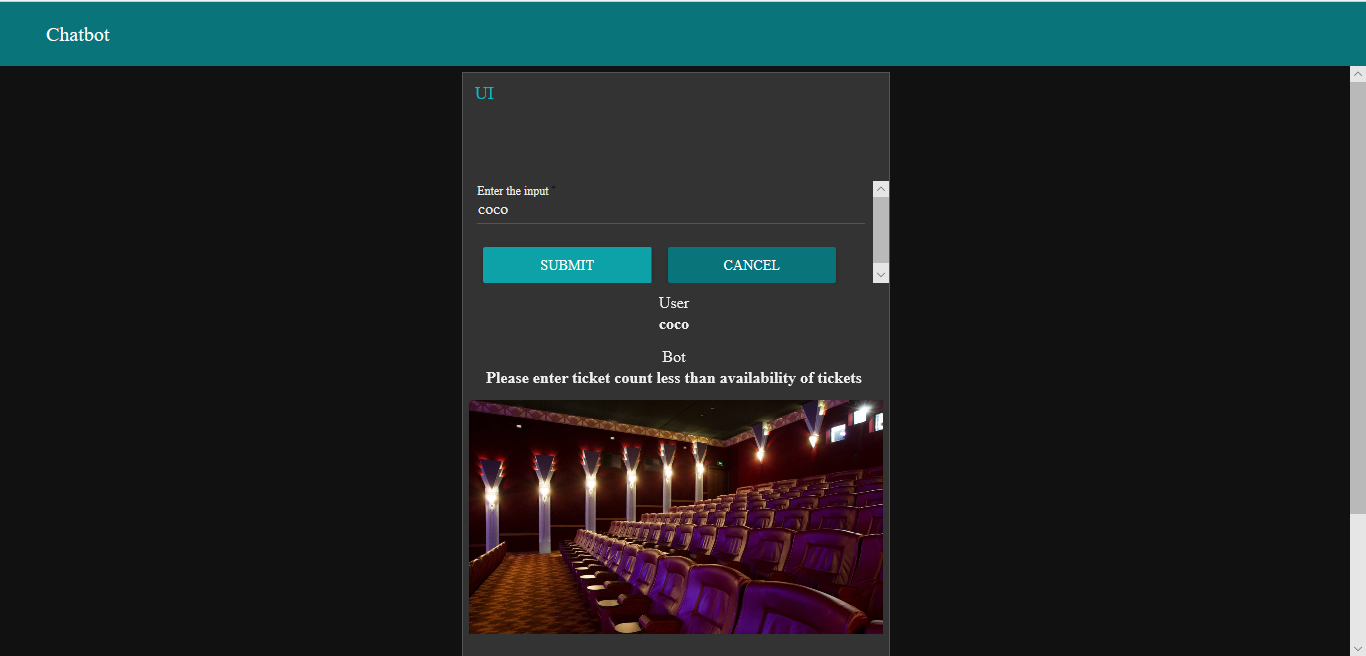 Chatbot
UI
Enter the input *
coco
SUBMIT CANCEL
User
coco
Bot
Please enter ticket count less than availability of tickets